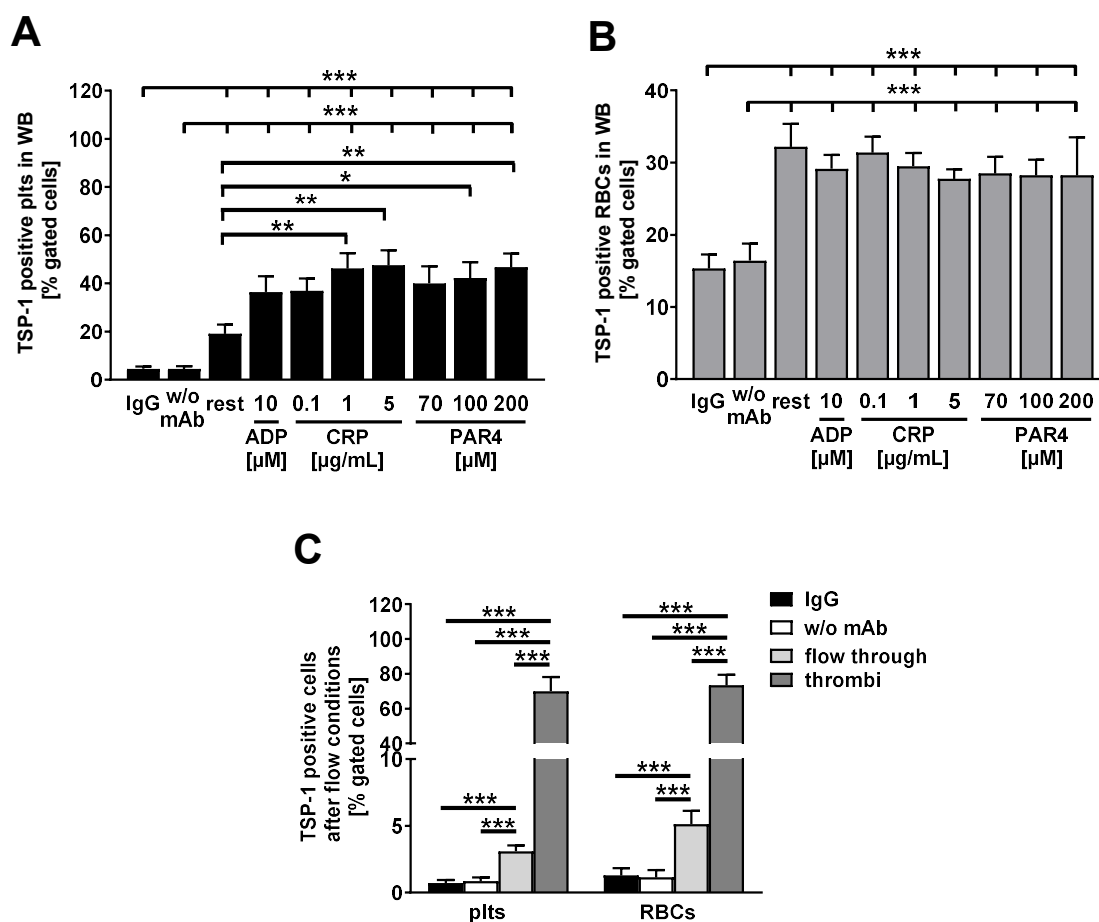 A
TSP-1 positive plts in WB
[% gated cells]
120
100
80
60
40
20
0
***
***
**
*
**
**
IgG w/o mAb rest 10 0.1 1 5 70 100 200
ADP CRP PAR4
[µM] [µg/mL] [µM]
B
TSP-1 positive RBCs in WB
[% gated cells]
40
30
20
10
0
***
***
IgG w/o mAb rest 10 0.1 1 5 70 100 200
ADP CRP PAR4
[µM] [µg/mL] [µM]
C
TSP-1 positive cells
after flow conditions
[% gated cells]
120
100
80
60
40
10
5
0
***
***
***
***
***
***
***
***
***
***
plts RBCs
IgG
w/o mAb
flow through
thrombi